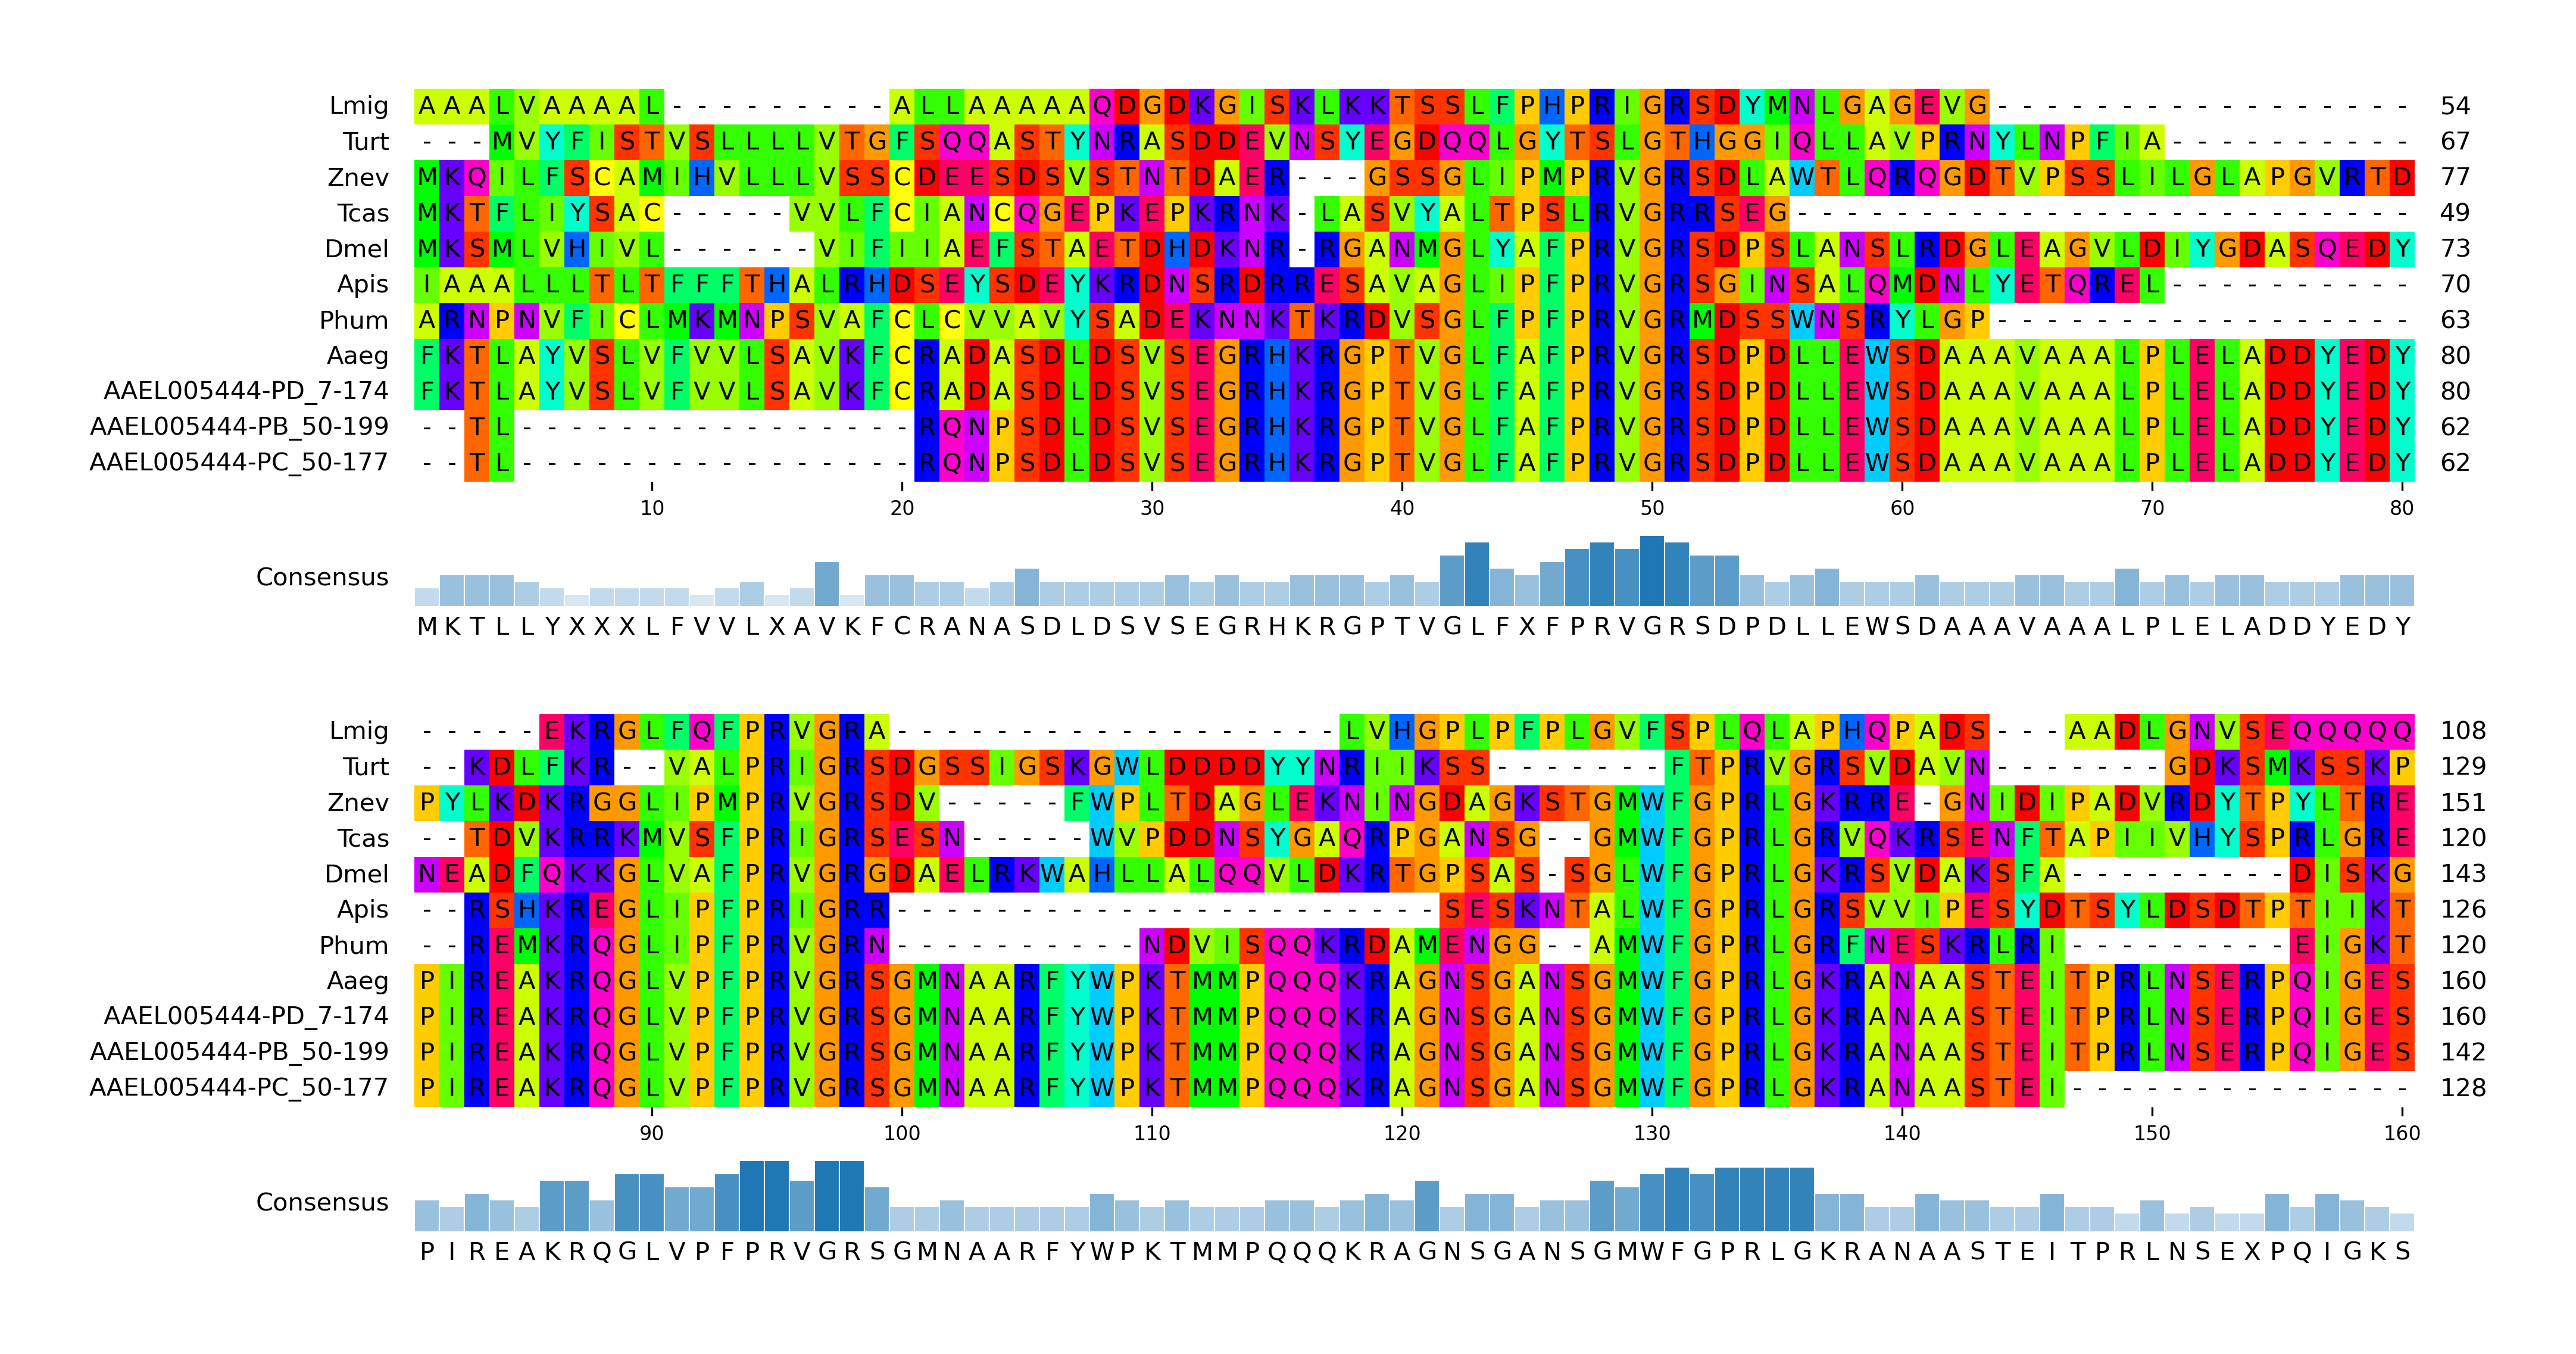 Lmig AAALVAAAAL---------ALLAAAAAQDGDKGISKLKKTSSLFPHPRIGRSDYMNLGAGEVG----------------- 54
Turt ---MVYFISTVSLLLLVTGFSQQASTYNRASDDEVNSYEGDQQLGYTSLGTHGGIQLLAVPRNYLNPFIA---------- 67
Znev MKQILFSCAMIHVLLLVSSCDEESDSVSTNTDAER---GSSGLIPMPRVGRSDLAWTLQRQGDTVPSSLILGLAPGVRTD 77
Tcas MKTFLIYSAC-----VVLFCIANCQGEPKEPKRNK-LASVYALTPSLRVGRRSEG------------------------- 49
Dmel MKSMLVHIVL------VIFIIAEFSTAETDHDKNR-RGANMGLYAFPRVGRSDPSLANSLRDGLEAGVLDIYGDASQEDY 73
Apis IAAALLLTLTFFFTHALRHDSEYSDEYKRDNSRDRRESAVAGLIPFPRVGRSGINSALQMDNLYETQREL---------- 70
Phum ARNPNVFICLMKMNPSVAFCLCVVAVYSADEKNNKTKRDVSGLFPFPRVGRMDSSWNSRYLGP----------------- 63
Aaeg FKTLAYVSLVFVVLSAVKFCRADASDLDSVSEGRHKRGPTVGLFAFPRVGRSDPDLLEWSDAAAVAAALPLELADDYEDY 80
AAEL005444-PD_7-174 FKTLAYVSLVFVVLSAVKFCRADASDLDSVSEGRHKRGPTVGLFAFPRVGRSDPDLLEWSDAAAVAAALPLELADDYEDY 80
AAEL005444-PB_50-199 --TL----------------RQNPSDLDSVSEGRHKRGPTVGLFAFPRVGRSDPDLLEWSDAAAVAAALPLELADDYEDY 62
AAEL005444-PC_50-177 --TL----------------RQNPSDLDSVSEGRHKRGPTVGLFAFPRVGRSDPDLLEWSDAAAVAAALPLELADDYEDY 62
10 20 30 40 50 60 70 80
Consensus
MKTLLYXXXLFVVLXAVKFCRANASDLDSVSEGRHKRGPTVGLFXFPRVGRSDPDLLEWSDAAAVAAALPLELADDYEDY
Lmig -----EKRGLFQFPRVGRA------------------LVHGPLPFPLGVFSPLQLAPHQPADS---AADLGNVSEQQQQQ 108
Turt --KDLFKR--VALPRIGRSDGSSIGSKGWLDDDDYYNRIIKSS-------FTPRVGRSVDAVN-------GDKSMKSSKP 129
Znev PYLKDKRGGLIPMPRVGRSDV-----FWPLTDAGLEKNINGDAGKSTGMWFGPRLGKRRE-GNIDIPADVRDYTPYLTRE 151
Tcas --TDVKRRKMVSFPRIGRSESN-----WVPDDNSYGAQRPGANSG--GMWFGPRLGRVQKRSENFTAPIIVHYSPRLGRE 120
Dmel NEADFQKKGLVAFPRVGRGDAELRKWAHLLALQQVLDKRTGPSAS-SGLWFGPRLGKRSVDAKSFA---------DISKG 143
Apis --RSHKREGLIPFPRIGRR----------------------SESKNTALWFGPRLGRSVVIPESYDTSYLDSDTPTIIKT 126
Phum --REMKRQGLIPFPRVGRN----------NDVISQQKRDAMENGG--AMWFGPRLGRFNESKRLRI---------EIGKT 120
Aaeg PIREAKRQGLVPFPRVGRSGMNAARFYWPKTMMPQQQKRAGNSGANSGMWFGPRLGKRANAASTEITPRLNSERPQIGES 160
AAEL005444-PD_7-174 PIREAKRQGLVPFPRVGRSGMNAARFYWPKTMMPQQQKRAGNSGANSGMWFGPRLGKRANAASTEITPRLNSERPQIGES 160
AAEL005444-PB_50-199 PIREAKRQGLVPFPRVGRSGMNAARFYWPKTMMPQQQKRAGNSGANSGMWFGPRLGKRANAASTEITPRLNSERPQIGES 142
AAEL005444-PC_50-177 PIREAKRQGLVPFPRVGRSGMNAARFYWPKTMMPQQQKRAGNSGANSGMWFGPRLGKRANAASTEI-------------- 128
90 100 110 120 130 140 150 160
Consensus
PIREAKRQGLVPFPRVGRSGMNAARFYWPKTMMPQQQKRAGNSGANSGMWFGPRLGKRANAASTEITPRLNSEXPQIGKS